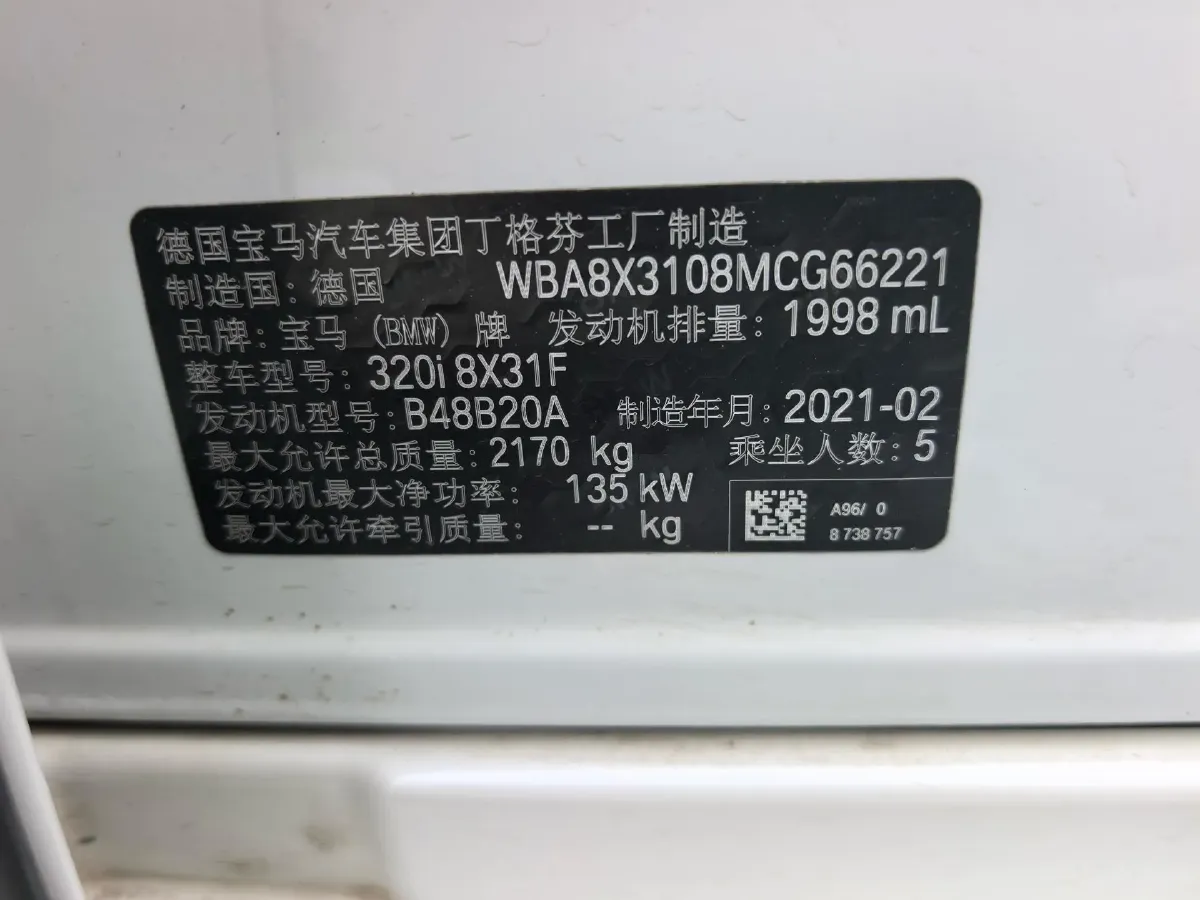 德国宝马汽车集团丁格芬工厂制造
制造国: 德国 WBA8X3108MCG66221
品牌: 宝马 (BMW) 牌 发动机排量: 1998 mL
整车型号: 320i 8X31F
发动机型号: B48B20A 制造年月: 2021-02
最大允许总质量: 2170 kg 乘坐人数: 5
发动机最大净功率: 135 kW
最大允许牵引质量: -- kg
A96/ 0
8 738 757